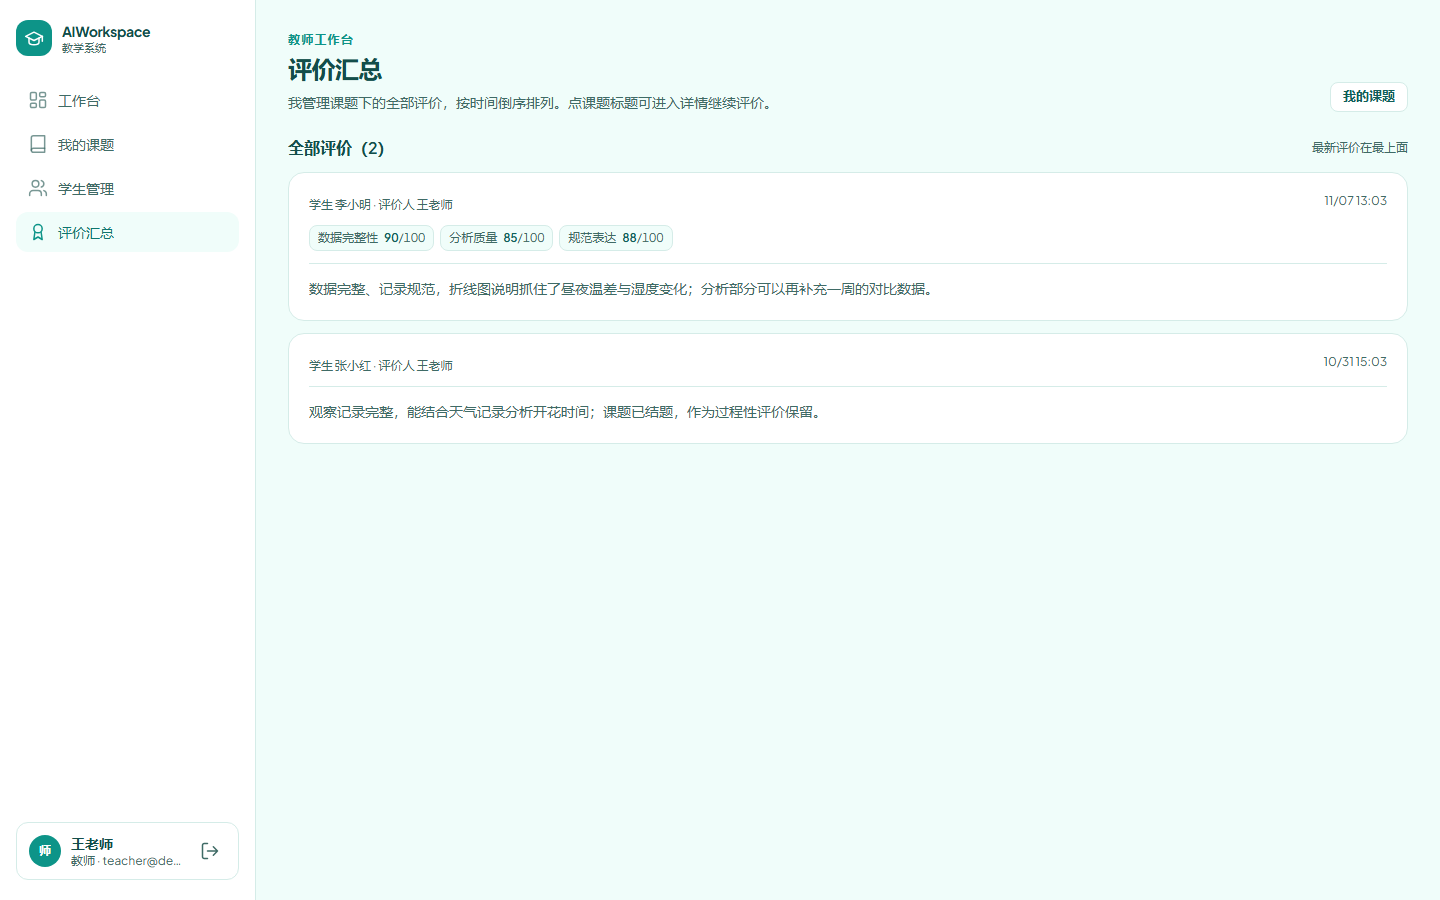 AIWorkspace
教学系统
工作台
我的课题
学生管理
评价汇总
师
王老师
教师 · teacher@de...
教师工作台
评价汇总
我管理课题下的全部评价，按时间倒序排列。点课题标题可进入详情继续评价。
我的课题
全部评价（2）
最新评价在最上面
学生 李小明 · 评价人 王老师
11/07 13:03
数据完整性 90/100
分析质量 85/100
规范表达 88/100
数据完整、记录规范，折线图说明抓住了昼夜温差与湿度变化；分析部分可以再补充一周的对比数据。
学生 张小红 · 评价人 王老师
10/31 15:03
观察记录完整，能结合天气记录分析开花时间；课题已结题，作为过程性评价保留。